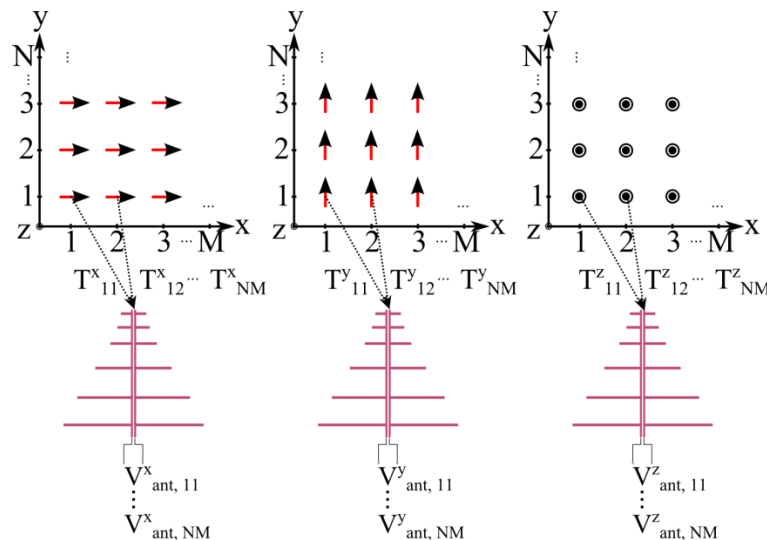 y y y
N ... N ... N ...
... ... ...
3 3 3
2 2 2
1 1 1
... x ... x ... x
z 1 2 3 ... M z 1 2 3 ... M z 1 2 3 ... M
T^x_11 T^x_12 ... T^x_NM T^y_11 T^y_12 ... T^y_NM T^z_11 T^z_12 ... T^z_NM
V^x_ant, 11 V^y_ant, 11 V^z_ant, 11
⋮ ⋮ ⋮
V^x_ant, NM V^y_ant, NM V^z_ant, NM